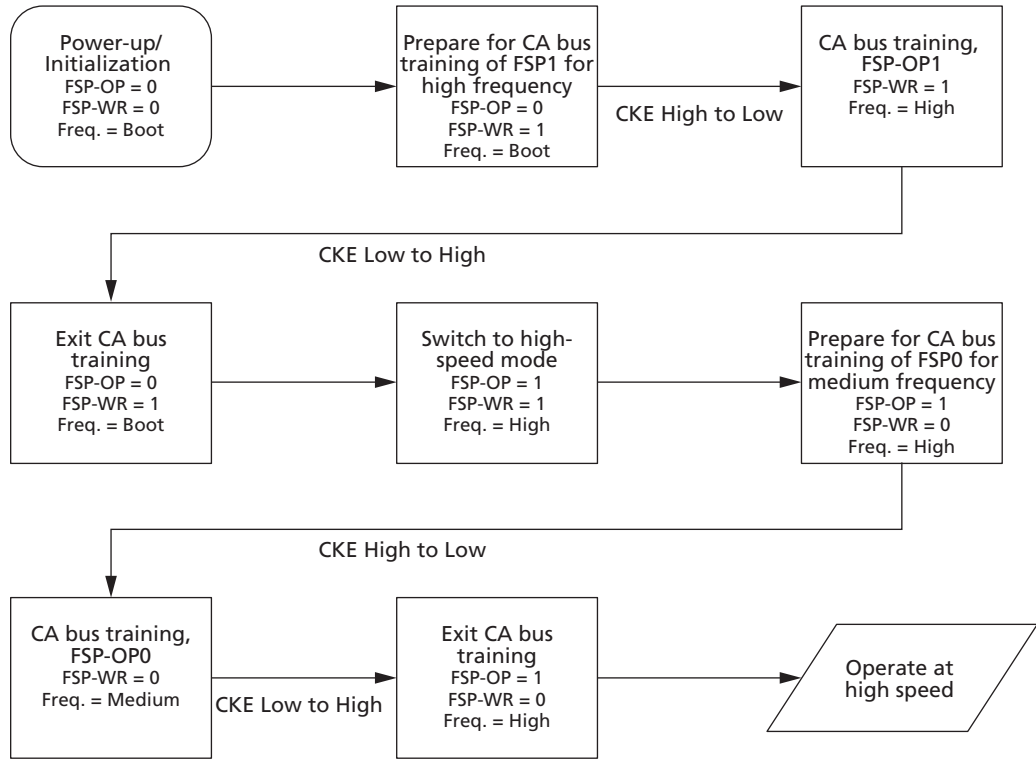 Power-up/
Initialization
FSP-OP = 0
FSP-WR = 0
Freq. = Boot
Prepare for CA bus
training of FSP1 for
high frequency
FSP-OP = 0
FSP-WR = 1
Freq. = Boot
CKE High to Low
CA bus training,
FSP-OP1
FSP-WR = 1
Freq. = High
CKE Low to High
Exit CA bus
training
FSP-OP = 0
FSP-WR = 1
Freq. = Boot
Switch to high-
speed mode
FSP-OP = 1
FSP-WR = 1
Freq. = High
Prepare for CA bus
training of FSP0 for
medium frequency
FSP-OP = 1
FSP-WR = 0
Freq. = High
CKE High to Low
CA bus training,
FSP-OP0
FSP-WR = 0
Freq. = Medium
CKE Low to High
Exit CA bus
training
FSP-OP = 1
FSP-WR = 0
Freq. = High
Operate at
high speed